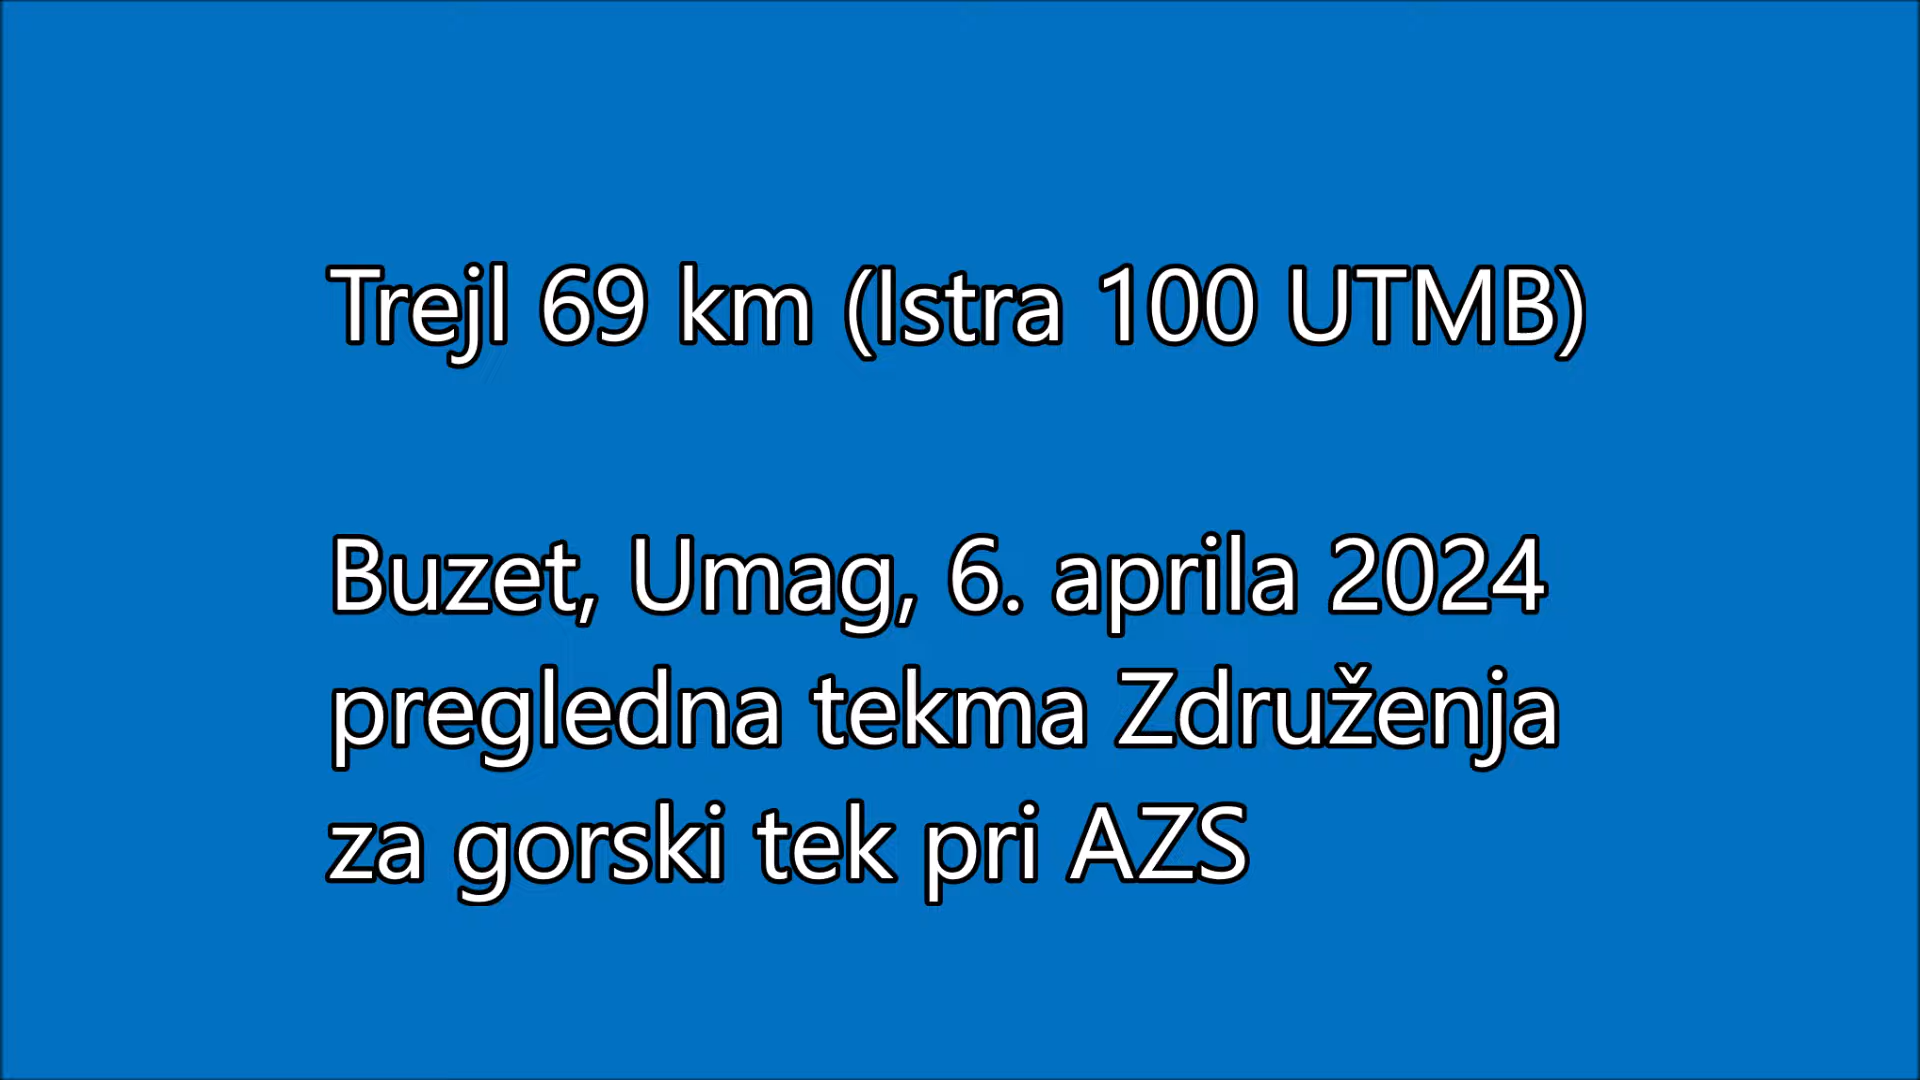 Trejl 69 km (Istra 100 UTMB)
Buzet, Umag, 6. aprila 2024
pregledna tekma Združenja
za gorski tek pri AZS